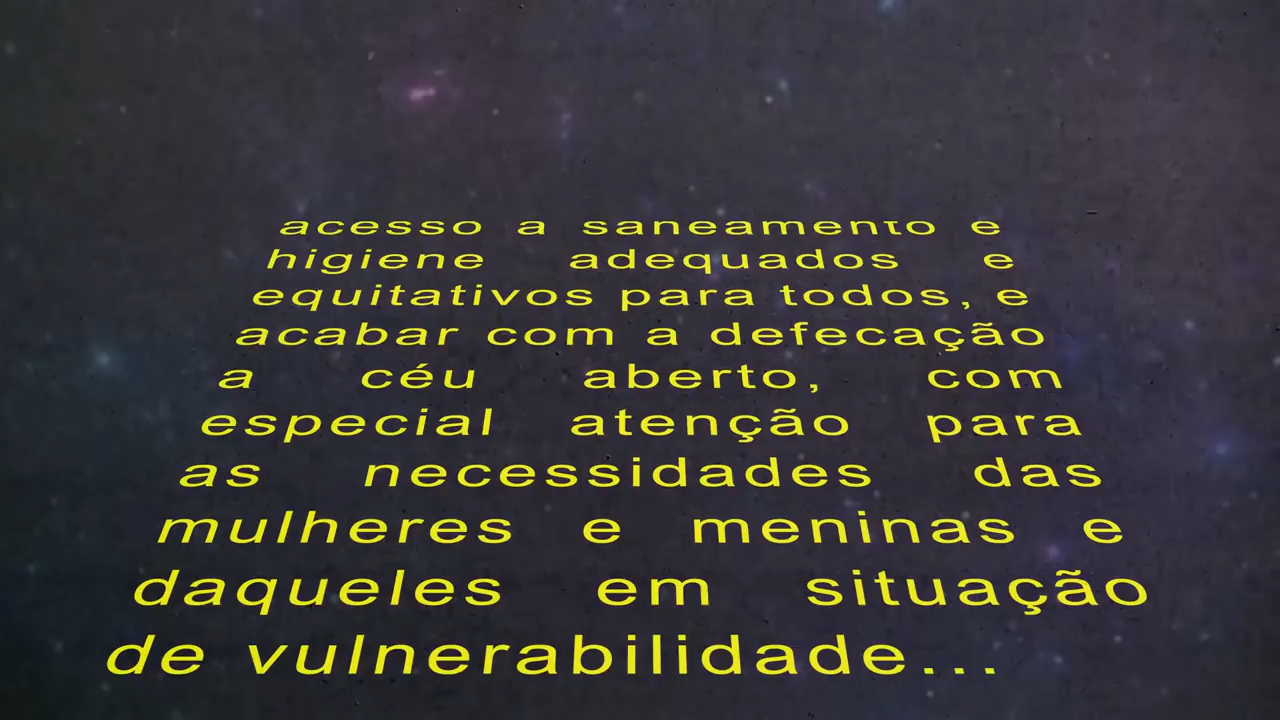 acesso a saneamento e
higiene adequados e
equitativos para todos, e
acabar com a defecação
a céu aberto, com
especial atenção para
as necessidades das
mulheres e meninas e
daqueles em situação
de vulnerabilidade...